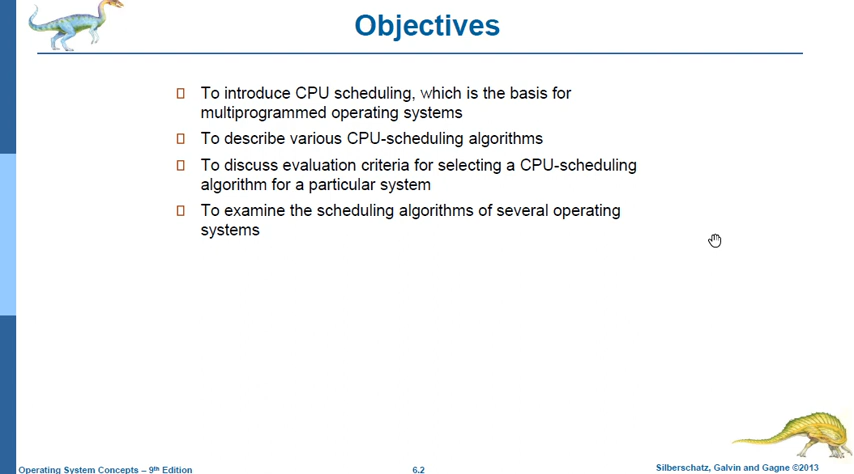 Objectives
To introduce CPU scheduling, which is the basis for
multiprogrammed operating systems
To describe various CPU-scheduling algorithms
To discuss evaluation criteria for selecting a CPU-scheduling
algorithm for a particular system
To examine the scheduling algorithms of several operating
systems
Operating System Concepts – 9th Edition
6.2
Silberschatz, Galvin and Gagne ©2013